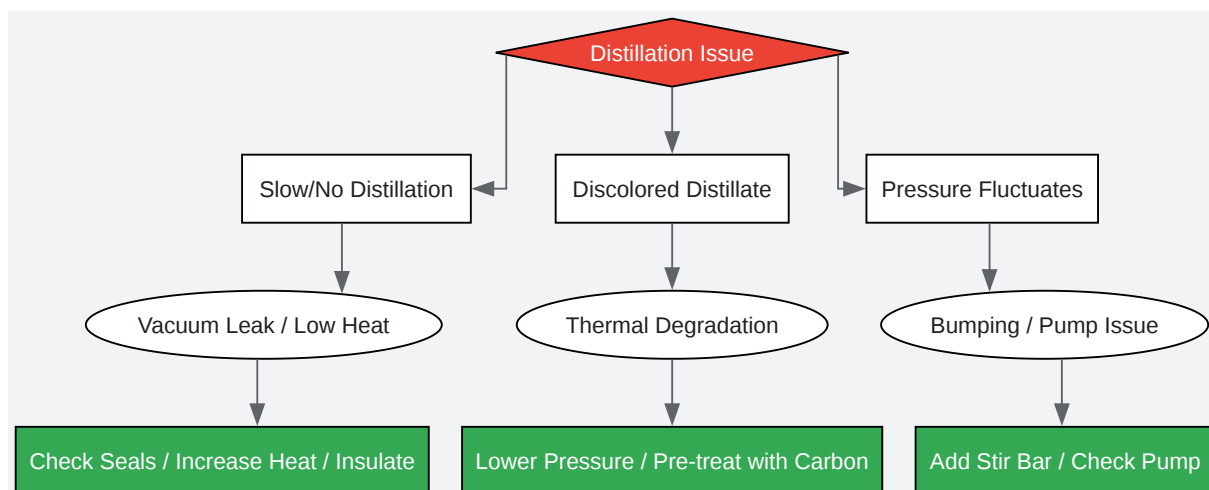 Distillation Issue
Slow/No Distillation
Discolored Distillate
Pressure Fluctuates
Vacuum Leak / Low Heat
Thermal Degradation
Bumping / Pump Issue
Check Seals / Increase Heat / Insulate
Lower Pressure / Pre-treat with Carbon
Add Stir Bar / Check Pump